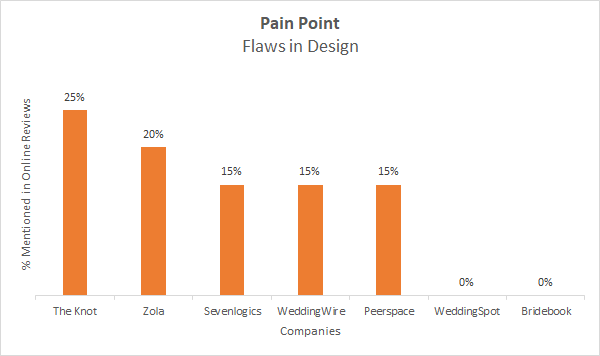 Pain Point
Flaws in Design
% Mentioned in Online Reviews
25%
20%
15%
15%
15%
0%
0%
The Knot
Zola
Sevenlogics
WeddingWire
Peerspace
WeddingSpot
Bridebook
Companies